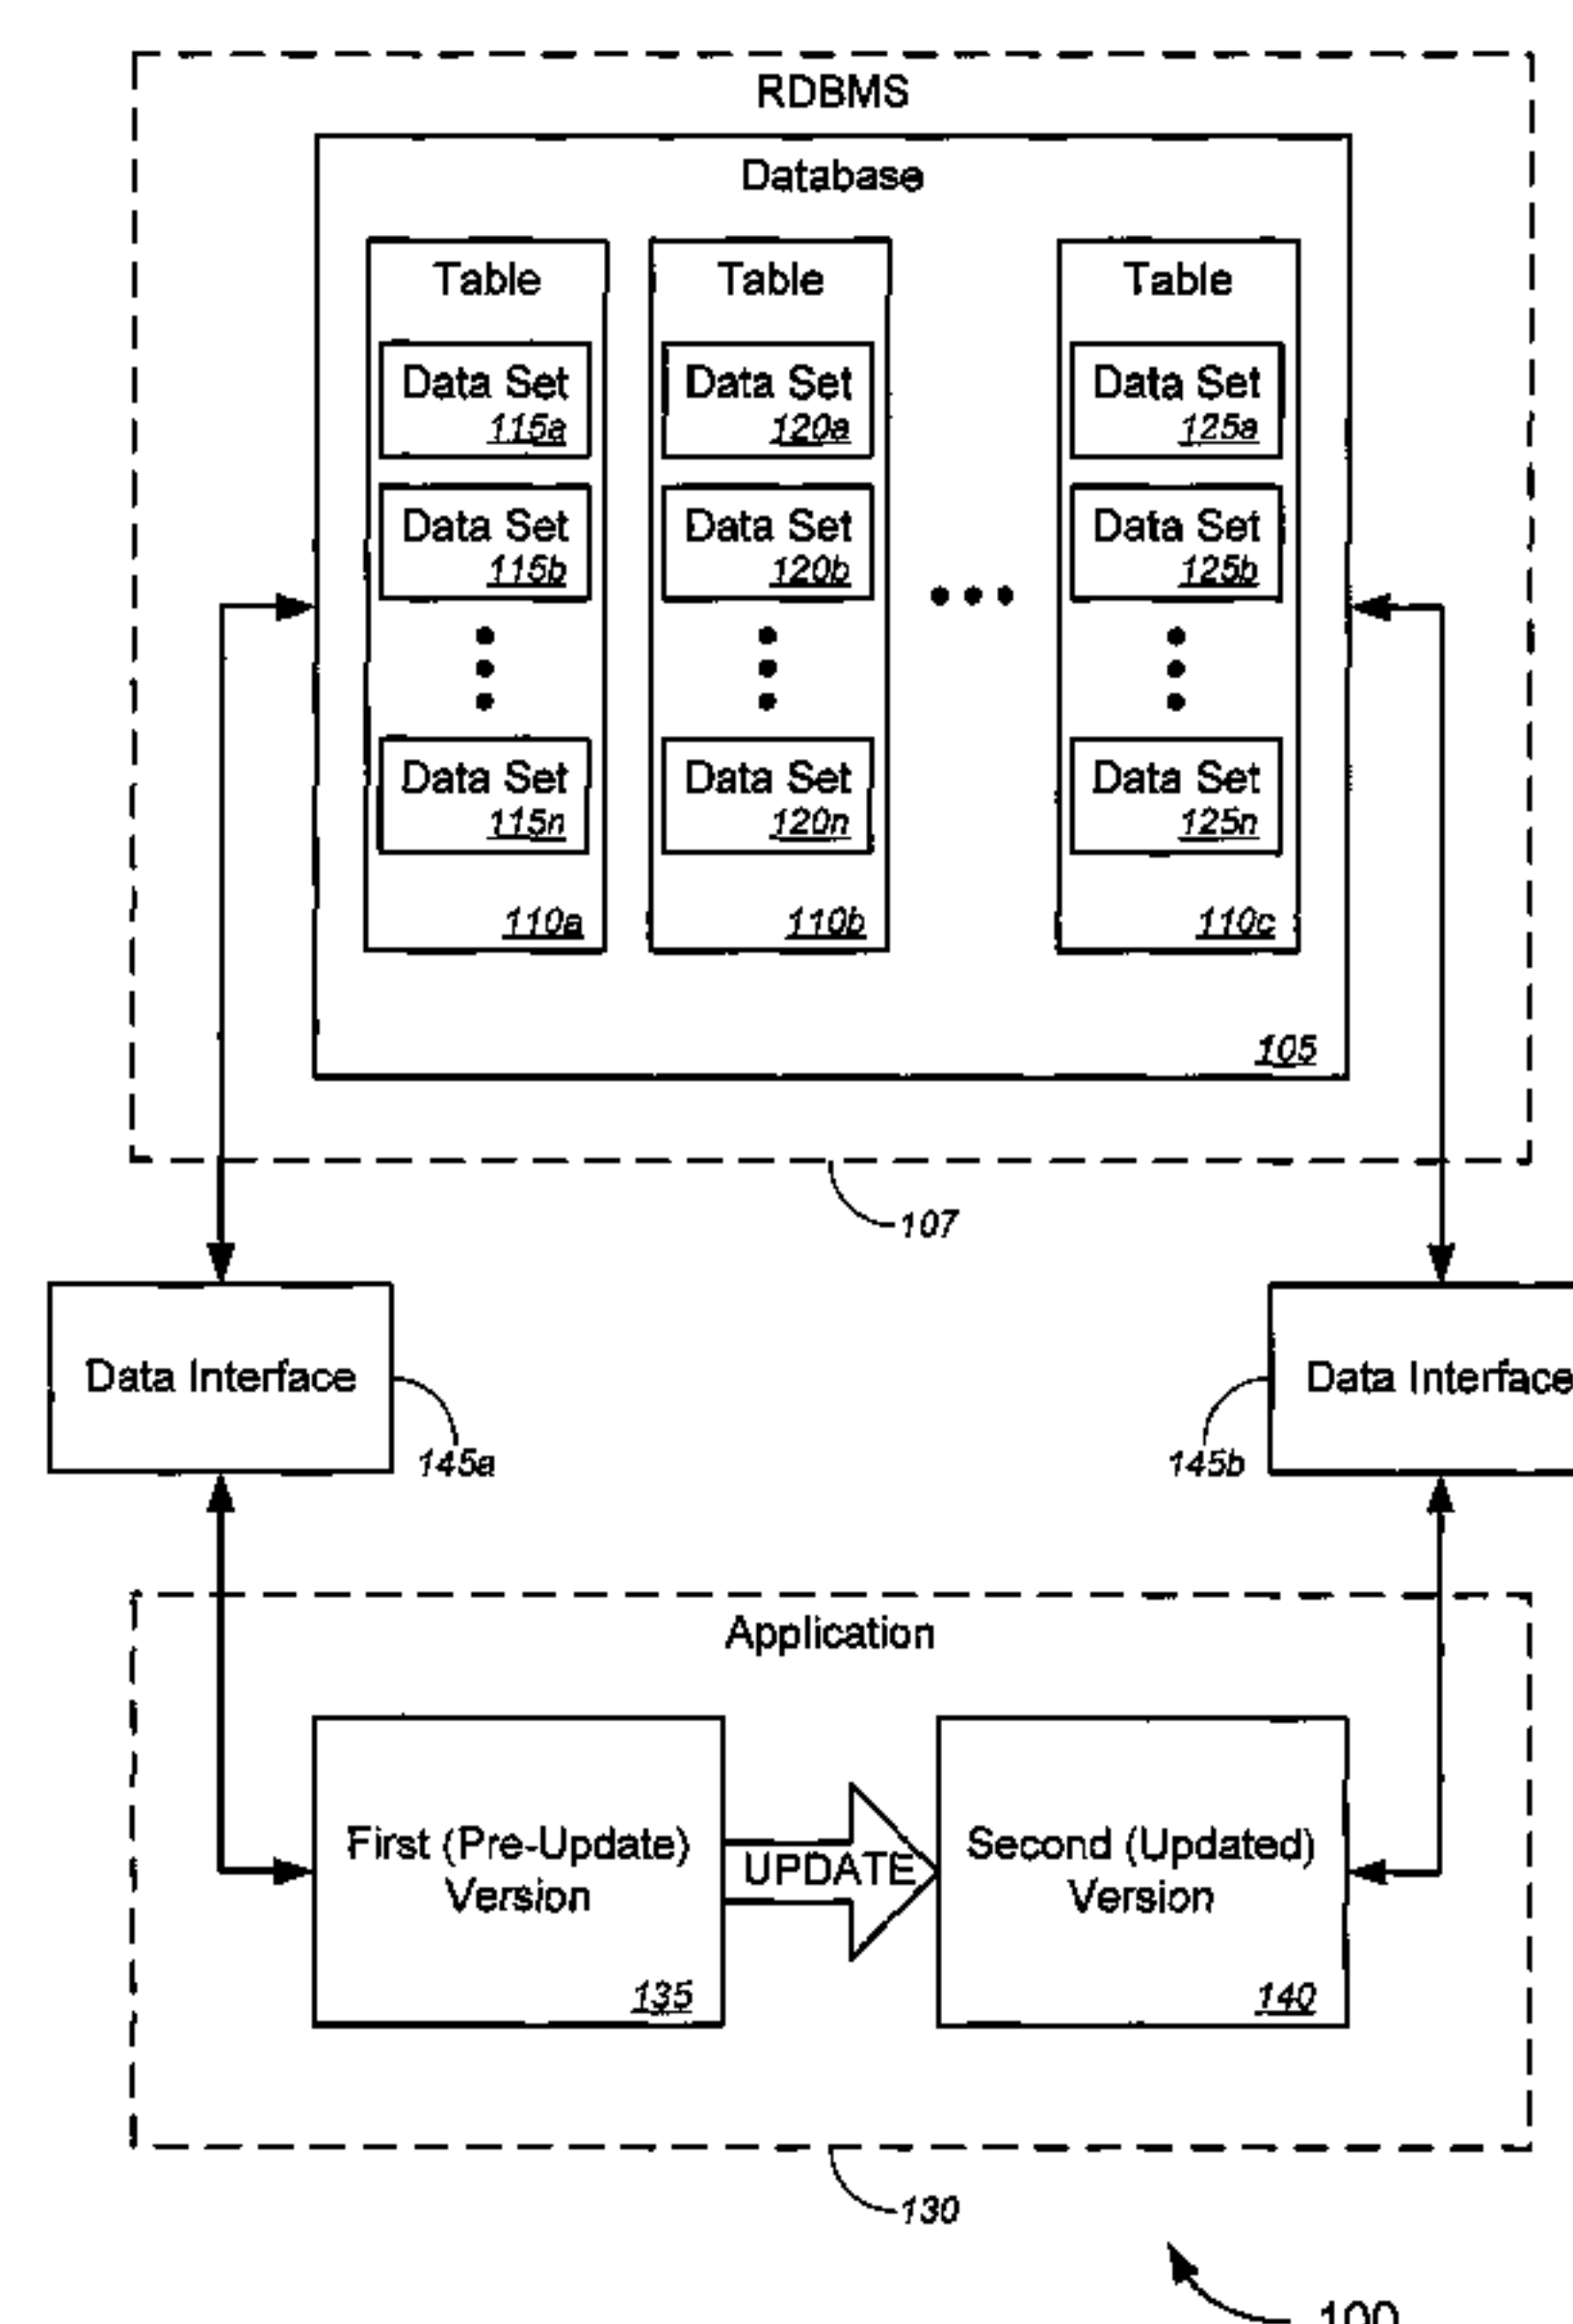 RDBMS
Database
Table
Data Set
115a
Data Set
115b
Data Set
115n
110a
Table
Data Set
120a
Data Set
120b
Data Set
120n
110b
Table
Data Set
125a
Data Set
125b
Data Set
125n
110c
105
107
Data Interface
145a
Data Interface
145b
Application
First (Pre-Update)
Version
135
UPDATE
Second (Updated)
Version
140
130
100